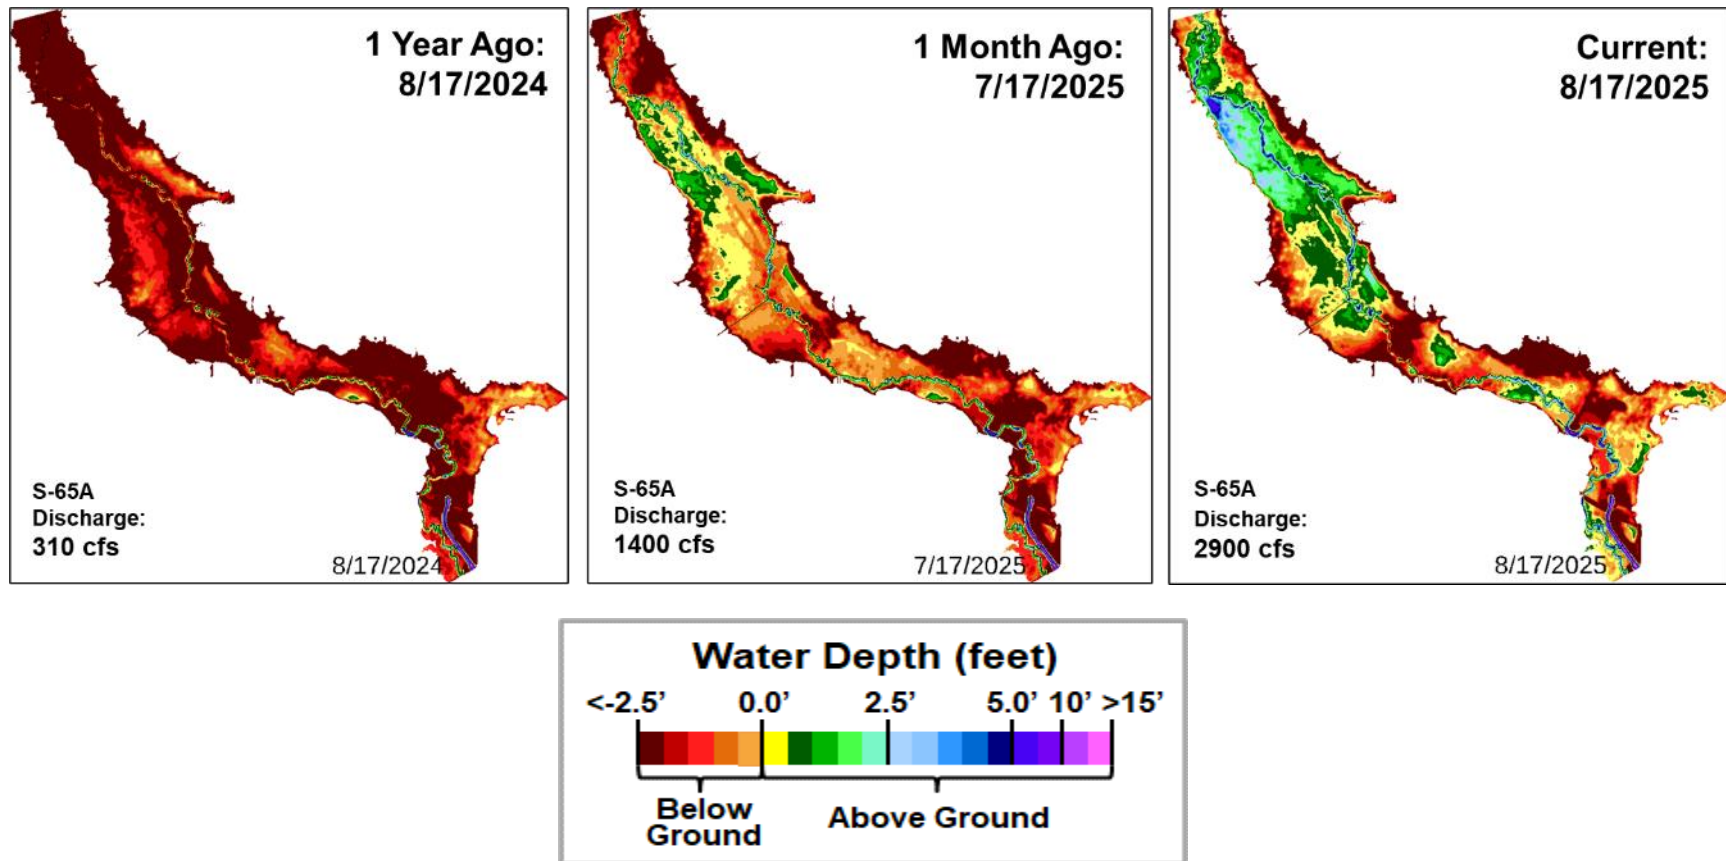 1 Year Ago:
8/17/2024
S-65A
Discharge:
310 cfs
8/17/2024
1 Month Ago:
7/17/2025
S-65A
Discharge:
1400 cfs
7/17/2025
Current:
8/17/2025
S-65A
Discharge:
2900 cfs
8/17/2025
Water Depth (feet)
<-2.5’ 0.0’ 2.5’ 5.0’ 10’ >15’
Below
Ground
Above Ground